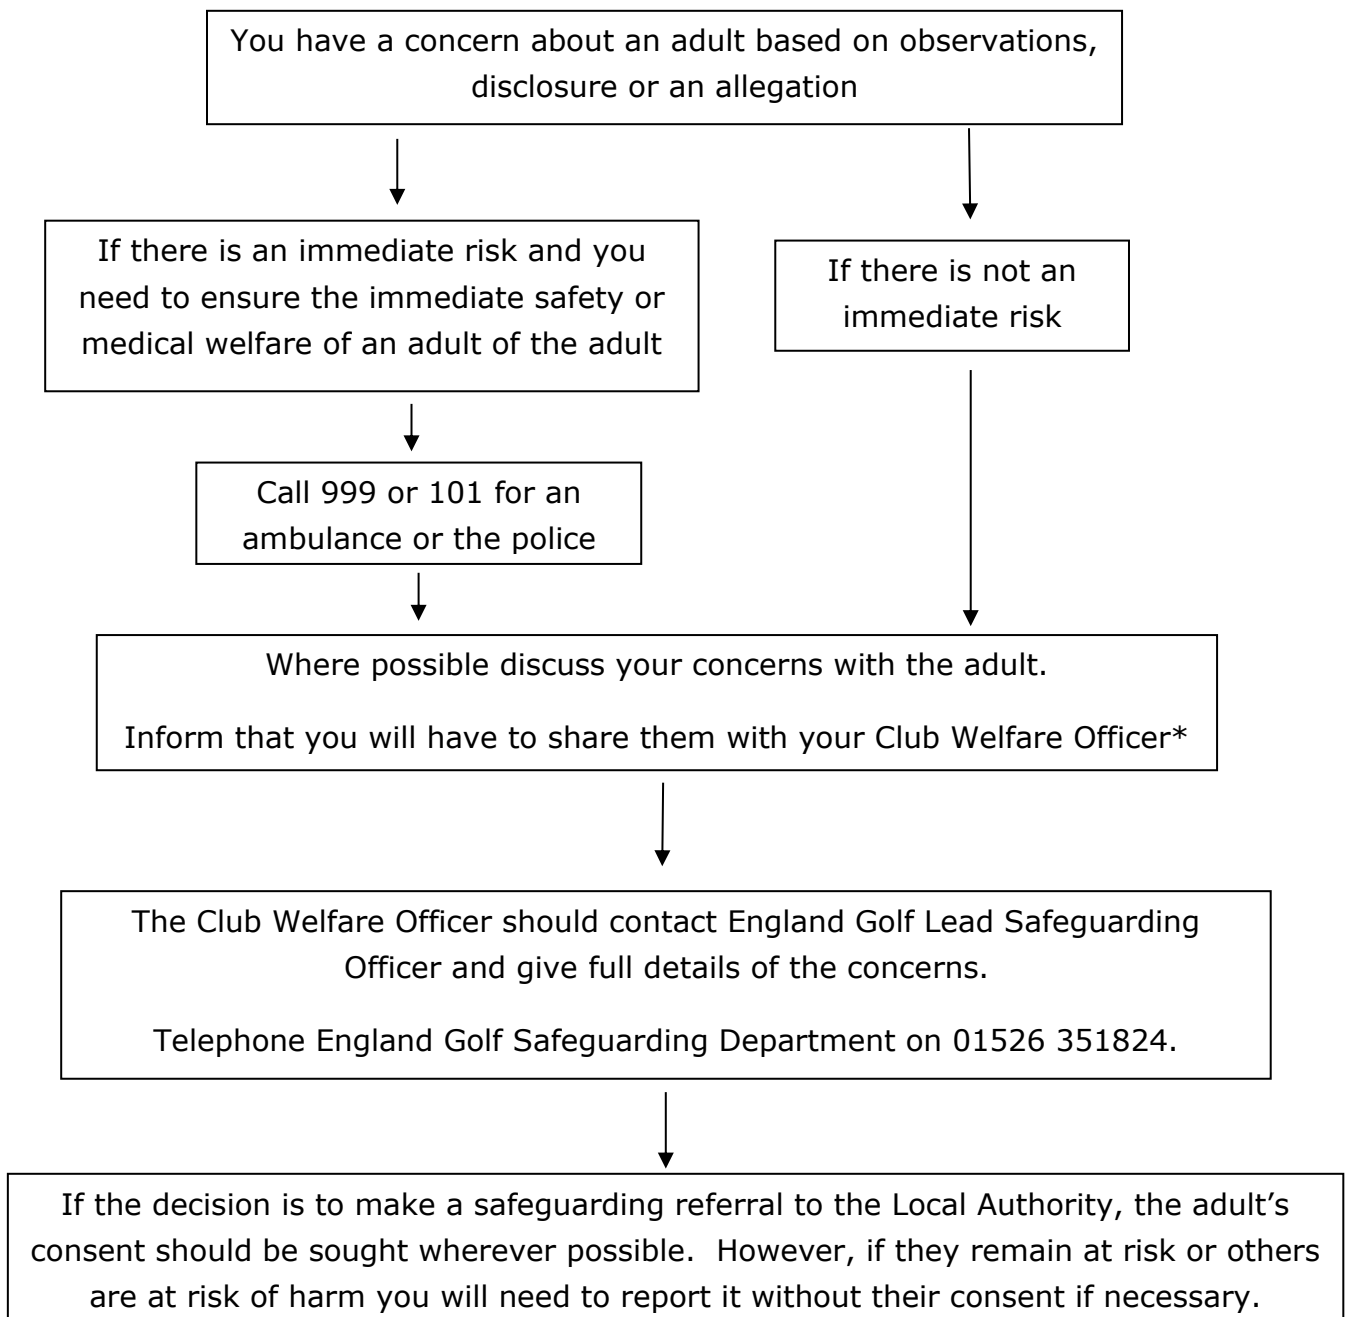 You have a concern about an adult based on observations,
disclosure or an allegation
If there is an immediate risk and you
need to ensure the immediate safety or
medical welfare of an adult of the adult
If there is not an
immediate risk
Call 999 or 101 for an
ambulance or the police
Where possible discuss your concerns with the adult.
Inform that you will have to share them with your Club Welfare Officer*
The Club Welfare Officer should contact England Golf Lead Safeguarding
Officer and give full details of the concerns.
Telephone England Golf Safeguarding Department on 01526 351824.
If the decision is to make a safeguarding referral to the Local Authority, the adult’s
consent should be sought wherever possible.  However, if they remain at risk or others
are at risk of harm you will need to report it without their consent if necessary.